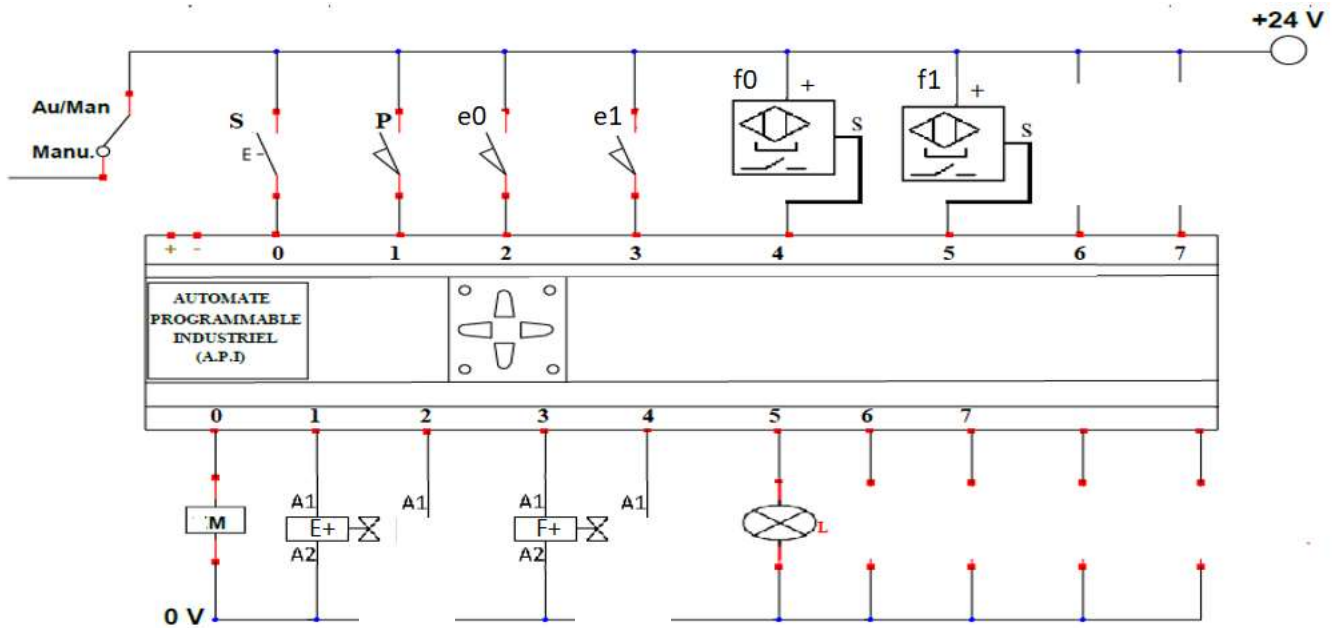 +24 V
Au/Man
Manu.
S
E
P
e0
e1
f0
+
S
f1
+
S
+ - 0 1 2 3 4 5 6 7
AUTOMATE
PROGRAMMABLE
INDUSTRIEL
(A.P.I)
0 1 2 3 4 5 6 7
A1 A1 A1 A1
M E+ F+ L
A2 A2
0 V